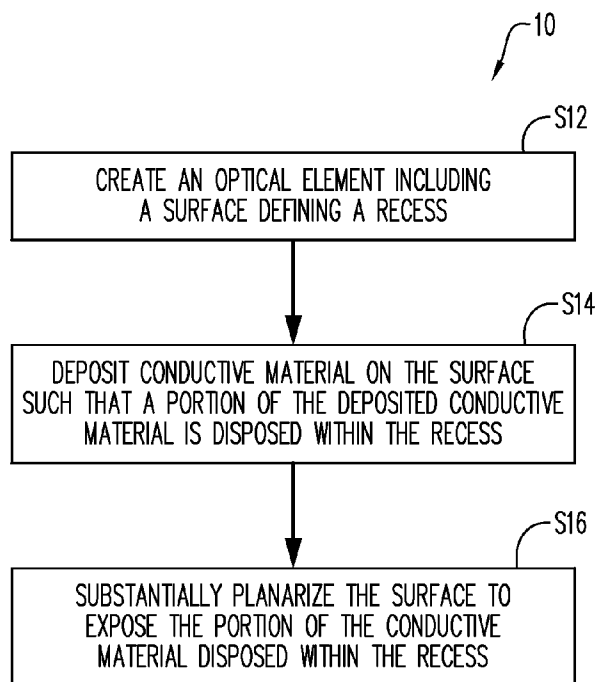 10
S12
CREATE AN OPTICAL ELEMENT INCLUDING
A SURFACE DEFINING A RECESS
S14
DEPOSIT CONDUCTIVE MATERIAL ON THE SURFACE
SUCH THAT A PORTION OF THE DEPOSITED CONDUCTIVE
MATERIAL IS DISPOSED WITHIN THE RECESS
S16
SUBSTANTIALLY PLANARIZE THE SURFACE TO
EXPOSE THE PORTION OF THE CONDUCTIVE
MATERIAL DISPOSED WITHIN THE RECESS